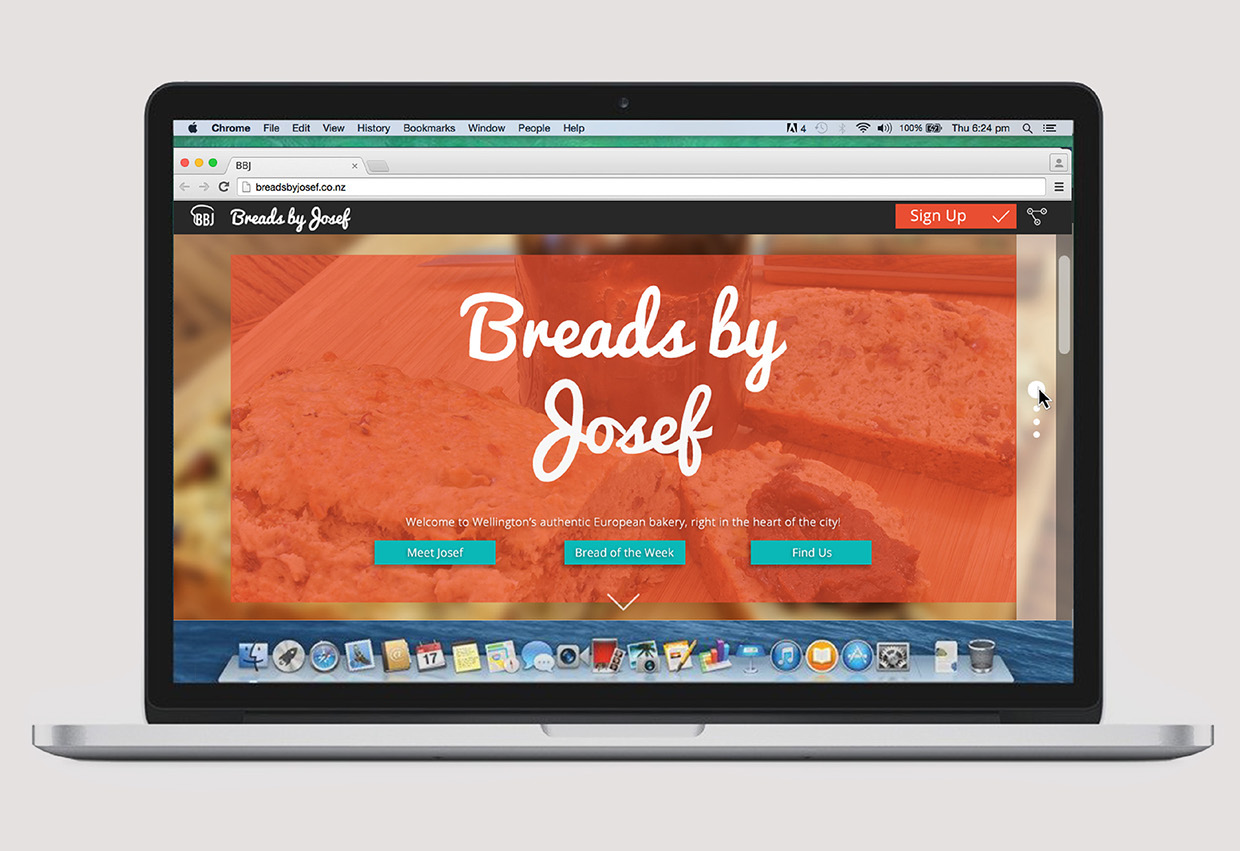 Chrome File Edit View History Bookmarks Window People Help 4 100% Thu 6:24 pm
BBJ
breadsbyjosef.co.nz
BBJ Breads by Josef Sign Up
Breads by
Josef
Welcome to Wellington's authentic European bakery, right in the heart of the city!
Meet Josef Bread of the Week Find Us
17